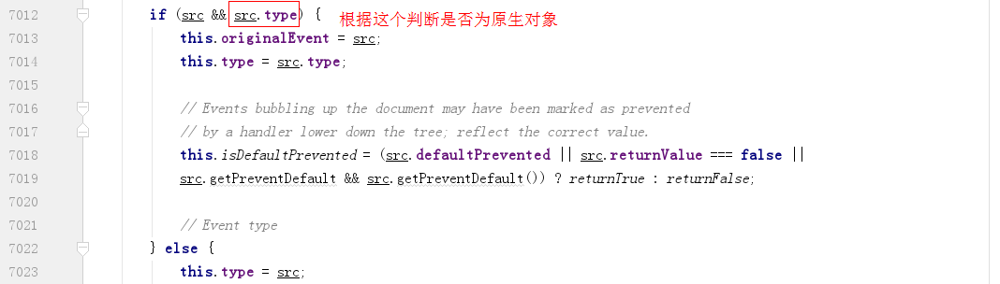 7012 if (src && src.type) { 根据这个判断是否为原生对象
7013 this.originalEvent = src;
7014 this.type = src.type;
7015
7016 // Events bubbling up the document may have been marked as prevented
7017 // by a handler lower down the tree; reflect the correct value.
7018 this.isDefaultPrevented = (src.defaultPrevented || src.returnValue === false ||
7019 src.getPreventDefault && src.getPreventDefault()) ? returnTrue : returnFalse;
7020
7021 // Event type
7022 } else {
7023 this.type = src;